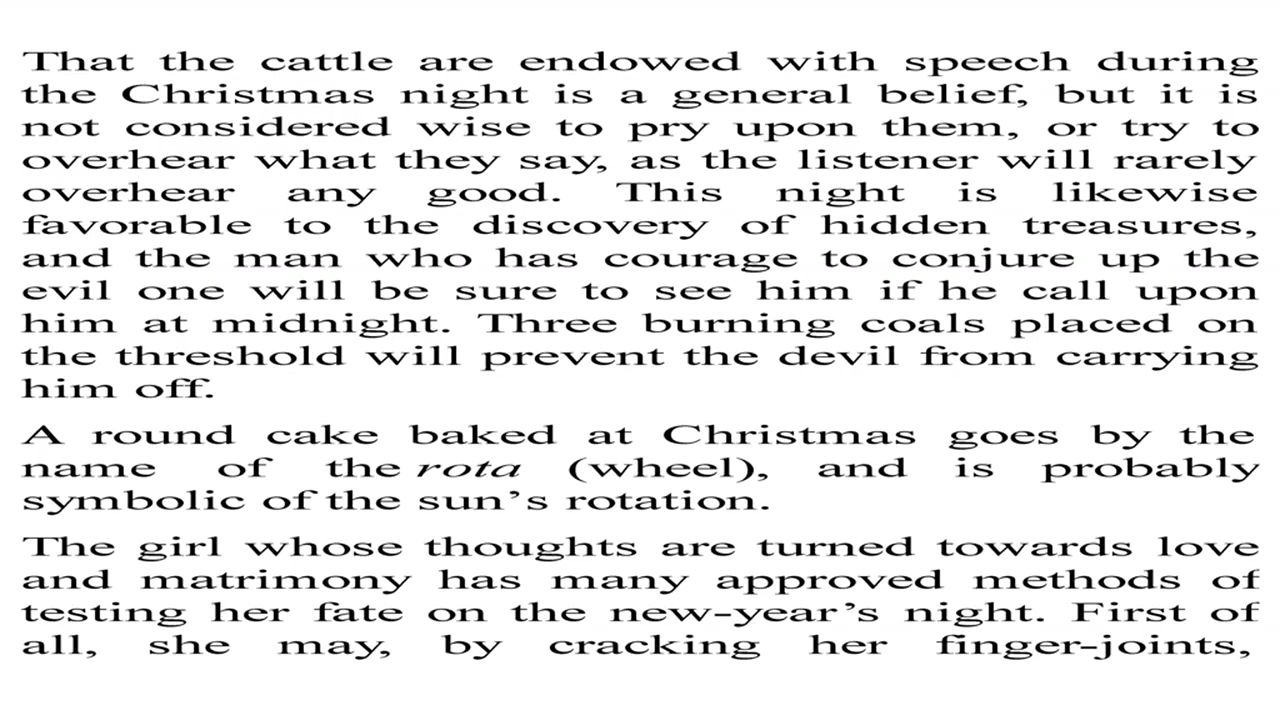 That the cattle are endowed with speech during
the Christmas night is a general belief, but it is
not considered wise to pry upon them, or try to
overhear what they say, as the listener will rarely
overhear any good. This night is likewise
favorable to the discovery of hidden treasures,
and the man who has courage to conjure up the
evil one will be sure to see him if he call upon
him at midnight. Three burning coals placed on
the threshold will prevent the devil from carrying
him off.
A round cake baked at Christmas goes by the
name of the rota (wheel), and is probably
symbolic of the sun’s rotation.
The girl whose thoughts are turned towards love
and matrimony has many approved methods of
testing her fate on the new-year’s night. First of
all, she may, by cracking her finger-joints,